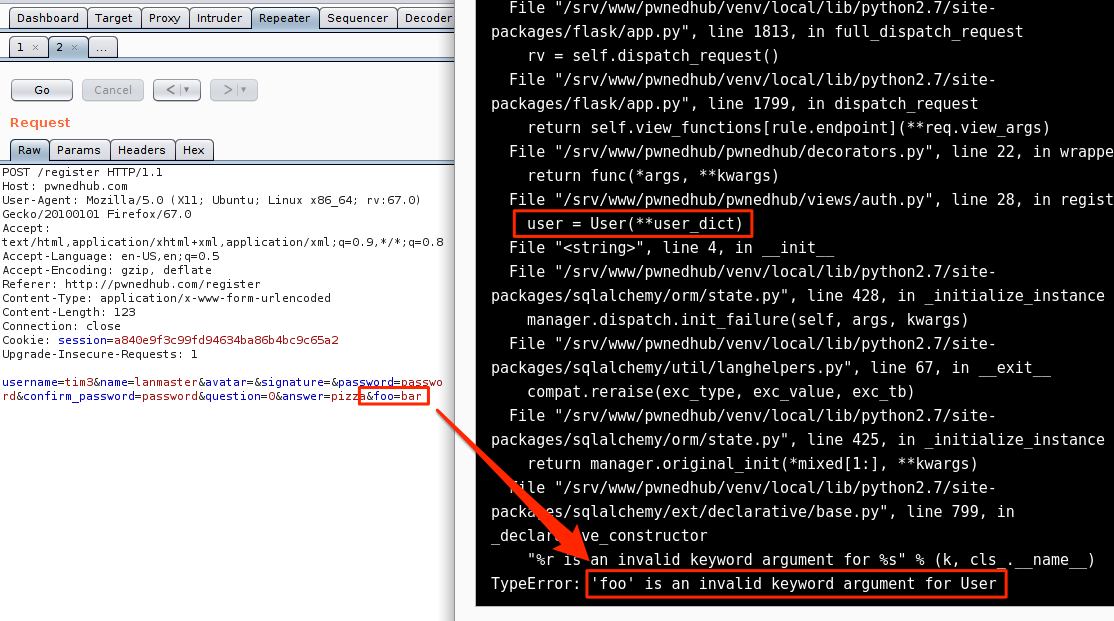 Dashboard Target Proxy Intruder Repeater Sequencer Decoder
1 × 2 × ...
Go Cancel < ▼ > ▼
Request
Raw Params Headers Hex
POST /register HTTP/1.1
Host: pwnedhub.com
User-Agent: Mozilla/5.0 (X11; Ubuntu; Linux x86_64; rv:67.0)
Gecko/20100101 Firefox/67.0
Accept:
text/html,application/xhtml+xml,application/xml;q=0.9,*/*;q=0.8
Accept-Language: en-US,en;q=0.5
Accept-Encoding: gzip, deflate
Referer: http://pwnedhub.com/register
Content-Type: application/x-www-form-urlencoded
Content-Length: 123
Connection: close
Cookie: session=a840e9f3c99fd94634ba86b4bc9c65a2
Upgrade-Insecure-Requests: 1
username=tim3&name=lanmaster&avatar=&signature=&password=passwo
rd&confirm_password=password&question=0&answer=pizza&foo=bar
File "/srv/www/pwnedhub/venv/local/lib/python2.7/site-
packages/flask/app.py", line 1813, in full_dispatch_request
rv = self.dispatch_request()
File "/srv/www/pwnedhub/venv/local/lib/python2.7/site-
packages/flask/app.py", line 1799, in dispatch_request
return self.view_functions[rule.endpoint](**req.view_args)
File "/srv/www/pwnedhub/pwnedhub/decorators.py", line 22, in wrappe
return func(*args, **kwargs)
File "/srv/www/pwnedhub/pwnedhub/views/auth.py", line 28, in regist
user = User(**user_dict)
File "<string>", line 4, in __init__
File "/srv/www/pwnedhub/venv/local/lib/python2.7/site-
packages/sqlalchemy/orm/state.py", line 428, in _initialize_instance
manager.dispatch.init_failure(self, args, kwargs)
File "/srv/www/pwnedhub/venv/local/lib/python2.7/site-
packages/sqlalchemy/util/langhelpers.py", line 67, in __exit__
compat.reraise(exc_type, exc_value, exc_tb)
File "/srv/www/pwnedhub/venv/local/lib/python2.7/site-
packages/sqlalchemy/orm/state.py", line 425, in _initialize_instance
return manager.original_init(*mixed[1:], **kwargs)
File "/srv/www/pwnedhub/venv/local/lib/python2.7/site-
packages/sqlalchemy/ext/declarative/base.py", line 799, in
_declarative_constructor
"%r is an invalid keyword argument for %s" % (k, cls_.__name__)
TypeError: 'foo' is an invalid keyword argument for User